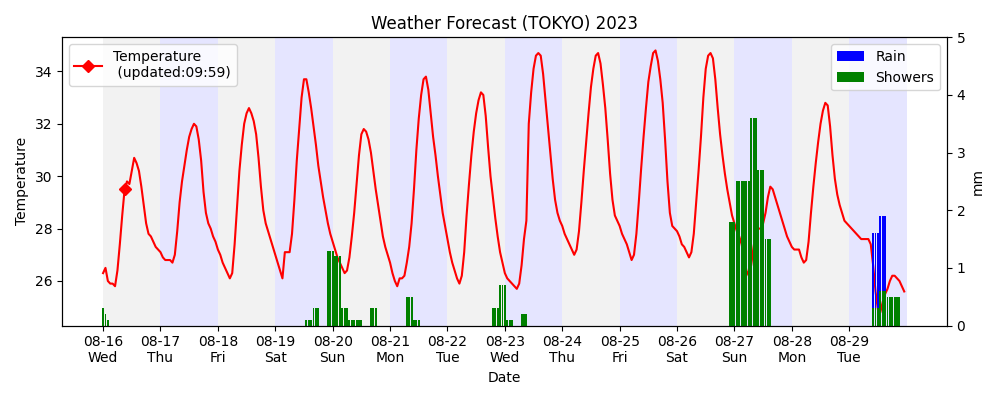 Weather Forecast (TOKYO) 2023
Temperature
(updated:09:59)
Rain
Showers
Temperature
34
32
30
28
26
5
4
3
2
1
0
mm
08-16 08-17 08-18 08-19 08-20 08-21 08-22 08-23 08-24 08-25 08-26 08-27 08-28 08-29
Wed Thu Fri Sat Sun Mon Tue Wed Thu Fri Sat Sun Mon Tue
Date